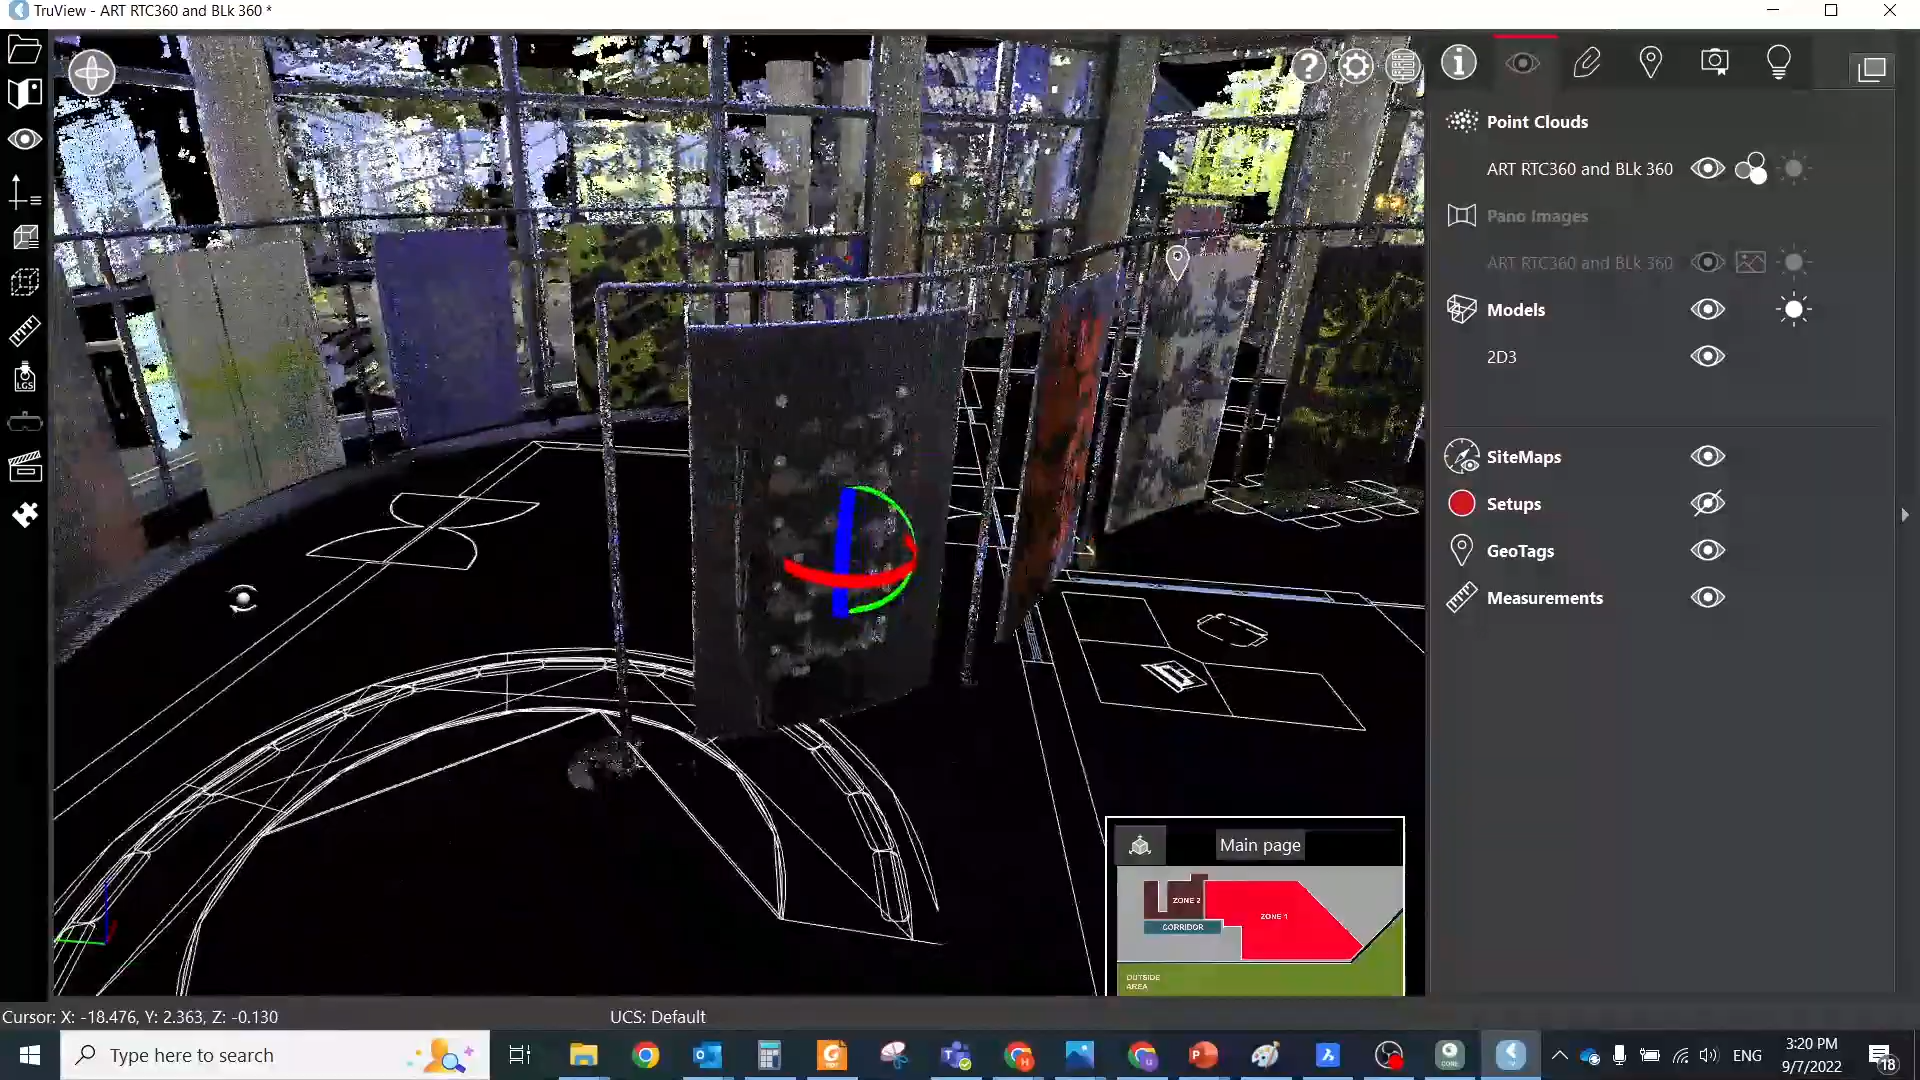 TruView - ART RTC360 and BLk 360 *
Point Clouds
ART RTC360 and BLk 360
Pano Images
ART RTC360 and BLk 360
Models
2D3
SiteMaps
Setups
GeoTags
Measurements
LGS
Main page
ZONE 2
ZONE 1
CORRIDOR
OUTSIDE
AREA
Cursor: X: -18.476, Y: 2.363, Z: -0.130
UCS: Default
Type here to search
ENG
3:20 PM
9/7/2022
18